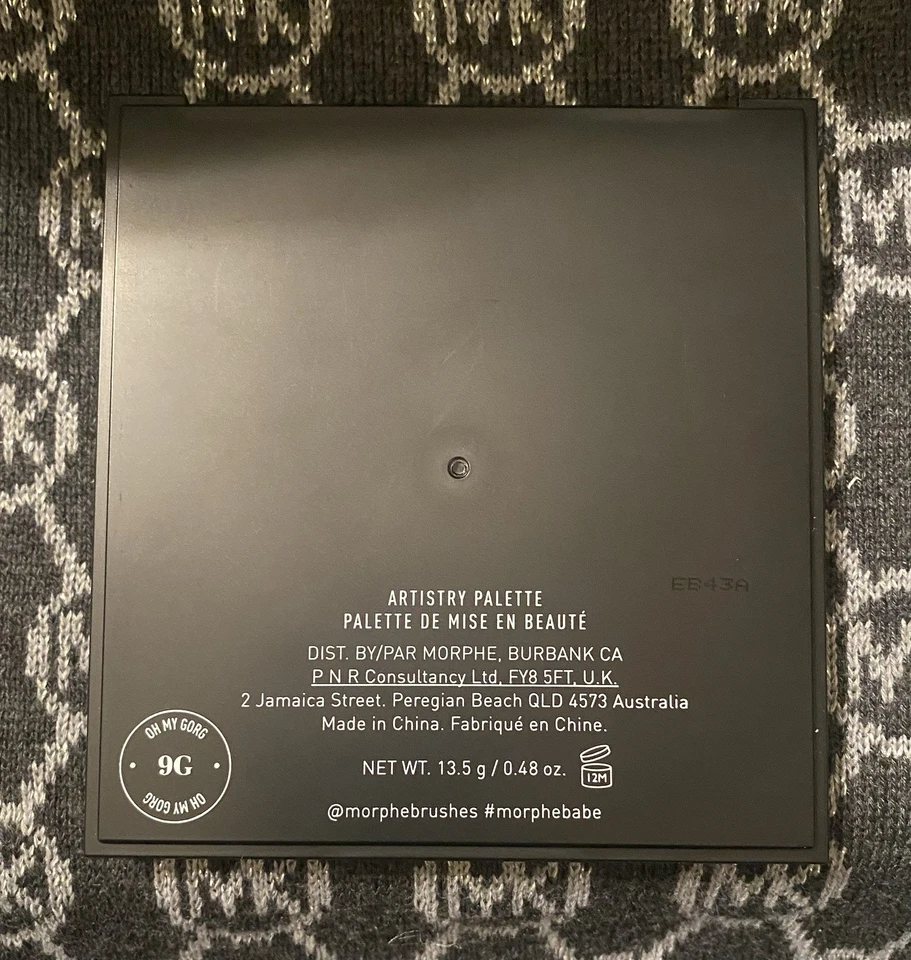 EB43A
ARTISTRY PALETTE
PALETTE DE MISE EN BEAUTÉ
DIST. BY/PAR MORPHE, BURBANK CA
P N R Consultancy Ltd, FY8 5FT, U.K.
2 Jamaica Street. Peregian Beach QLD 4573 Australia
Made in China. Fabriqué en Chine.
OH MY GORG
9G
OH MY GORG
NET WT. 13.5 g / 0.48 oz.
12M
@morphebrushes #morphebabe